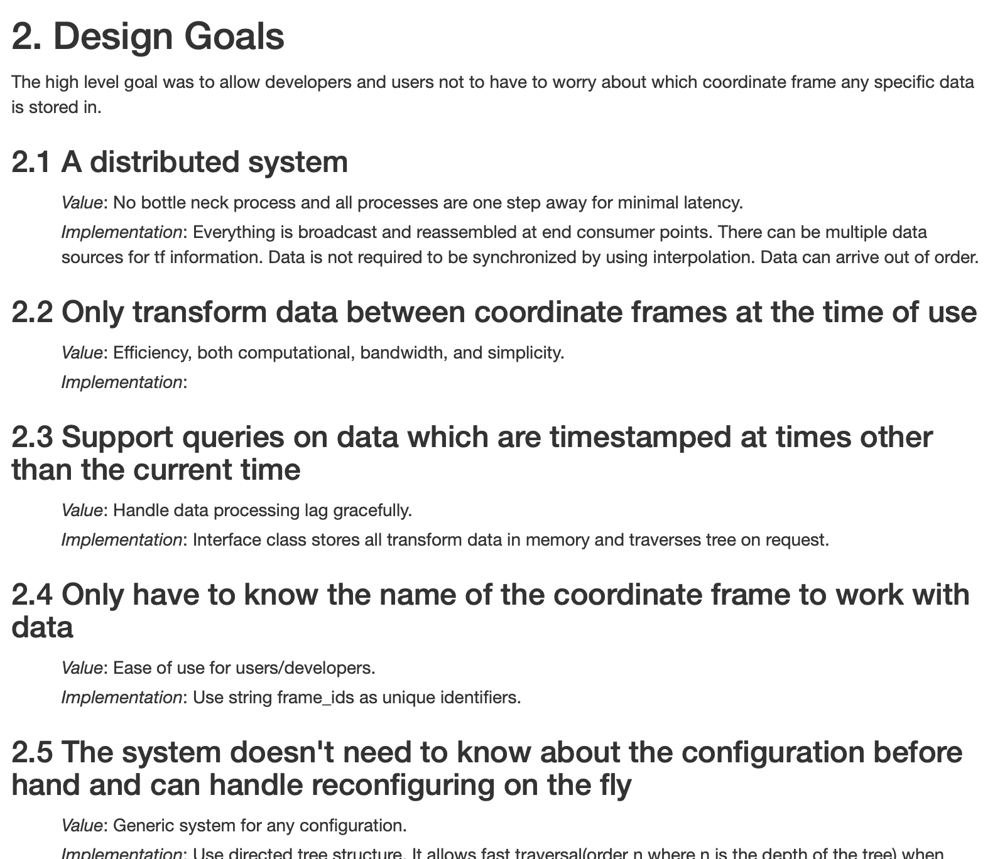 2. Design Goals
The high level goal was to allow developers and users not to have to worry about which coordinate frame any specific data
is stored in.
2.1 A distributed system
Value: No bottle neck process and all processes are one step away for minimal latency.
Implementation: Everything is broadcast and reassembled at end consumer points. There can be multiple data
sources for tf information. Data is not required to be synchronized by using interpolation. Data can arrive out of order.
2.2 Only transform data between coordinate frames at the time of use
Value: Efficiency, both computational, bandwidth, and simplicity.
Implementation:
2.3 Support queries on data which are timestamped at times other
than the current time
Value: Handle data processing lag gracefully.
Implementation: Interface class stores all transform data in memory and traverses tree on request.
2.4 Only have to know the name of the coordinate frame to work with
data
Value: Ease of use for users/developers.
Implementation: Use string frame_ids as unique identifiers.
2.5 The system doesn't need to know about the configuration before
hand and can handle reconfiguring on the fly
Value: Generic system for any configuration.
Implementation: Use directed tree structure. It allows fast traversal(order n where n is the depth of the tree) when